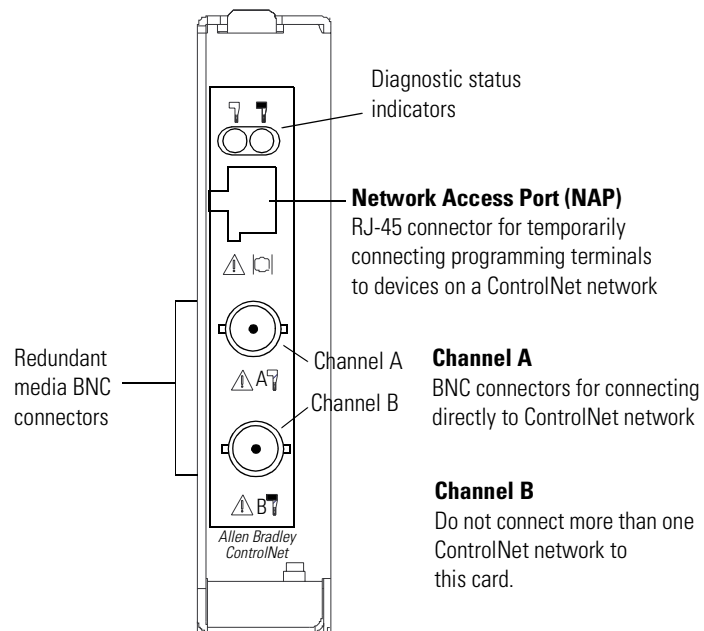 Diagnostic status
indicators
Network Access Port (NAP)
RJ-45 connector for temporarily
connecting programming terminals
to devices on a ControlNet network
Redundant
media BNC
connectors
Channel A
A
Channel B
B
Channel A
BNC connectors for connecting
directly to ControlNet network
Channel B
Do not connect more than one
ControlNet network to
this card.
Allen Bradley
ControlNet